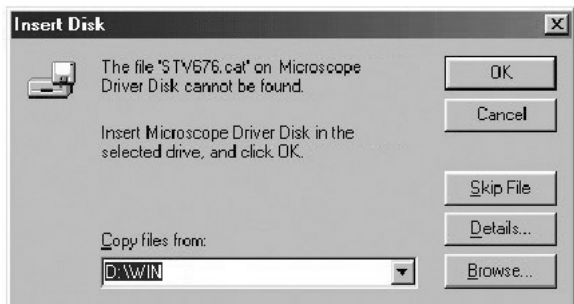 Insert Disk
The file 'STV676.cat' on Microscope
Driver Disk cannot be found.
Insert Microscope Driver Disk in the
selected drive, and click OK.
Copy files from:
D:\WIN
OK
Cancel
Skip File
Details...
Browse...